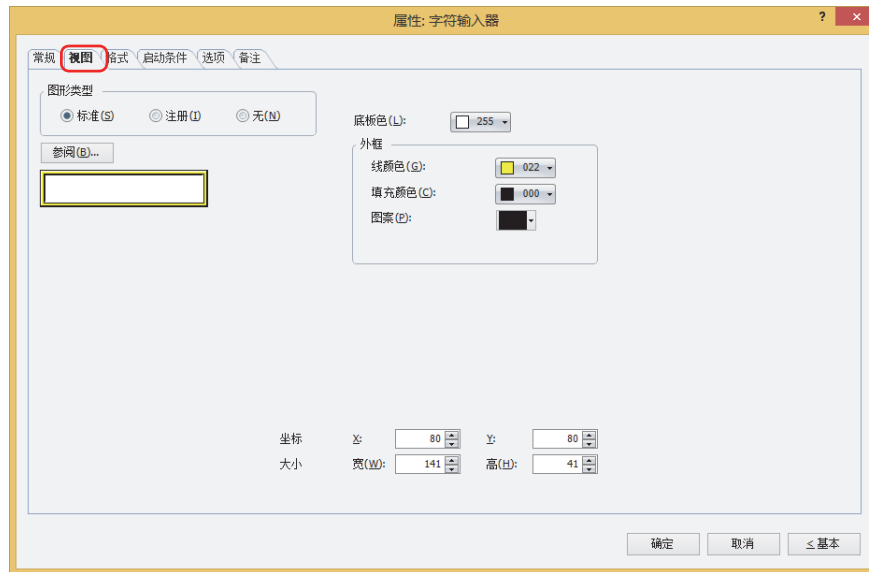 属性: 字符输入器
?
×
常规 视图 格式 启动条件 选项 备注
图形类型
标准(S) 注册(I) 无(N)
参阅(B)...
底板色(L): 255
外框
线颜色(G): 022
填充颜色(C): 000
图案(P):
坐标 X: 80 Y: 80
大小 宽(W): 141 高(H): 41
确定 取消 ≤基本